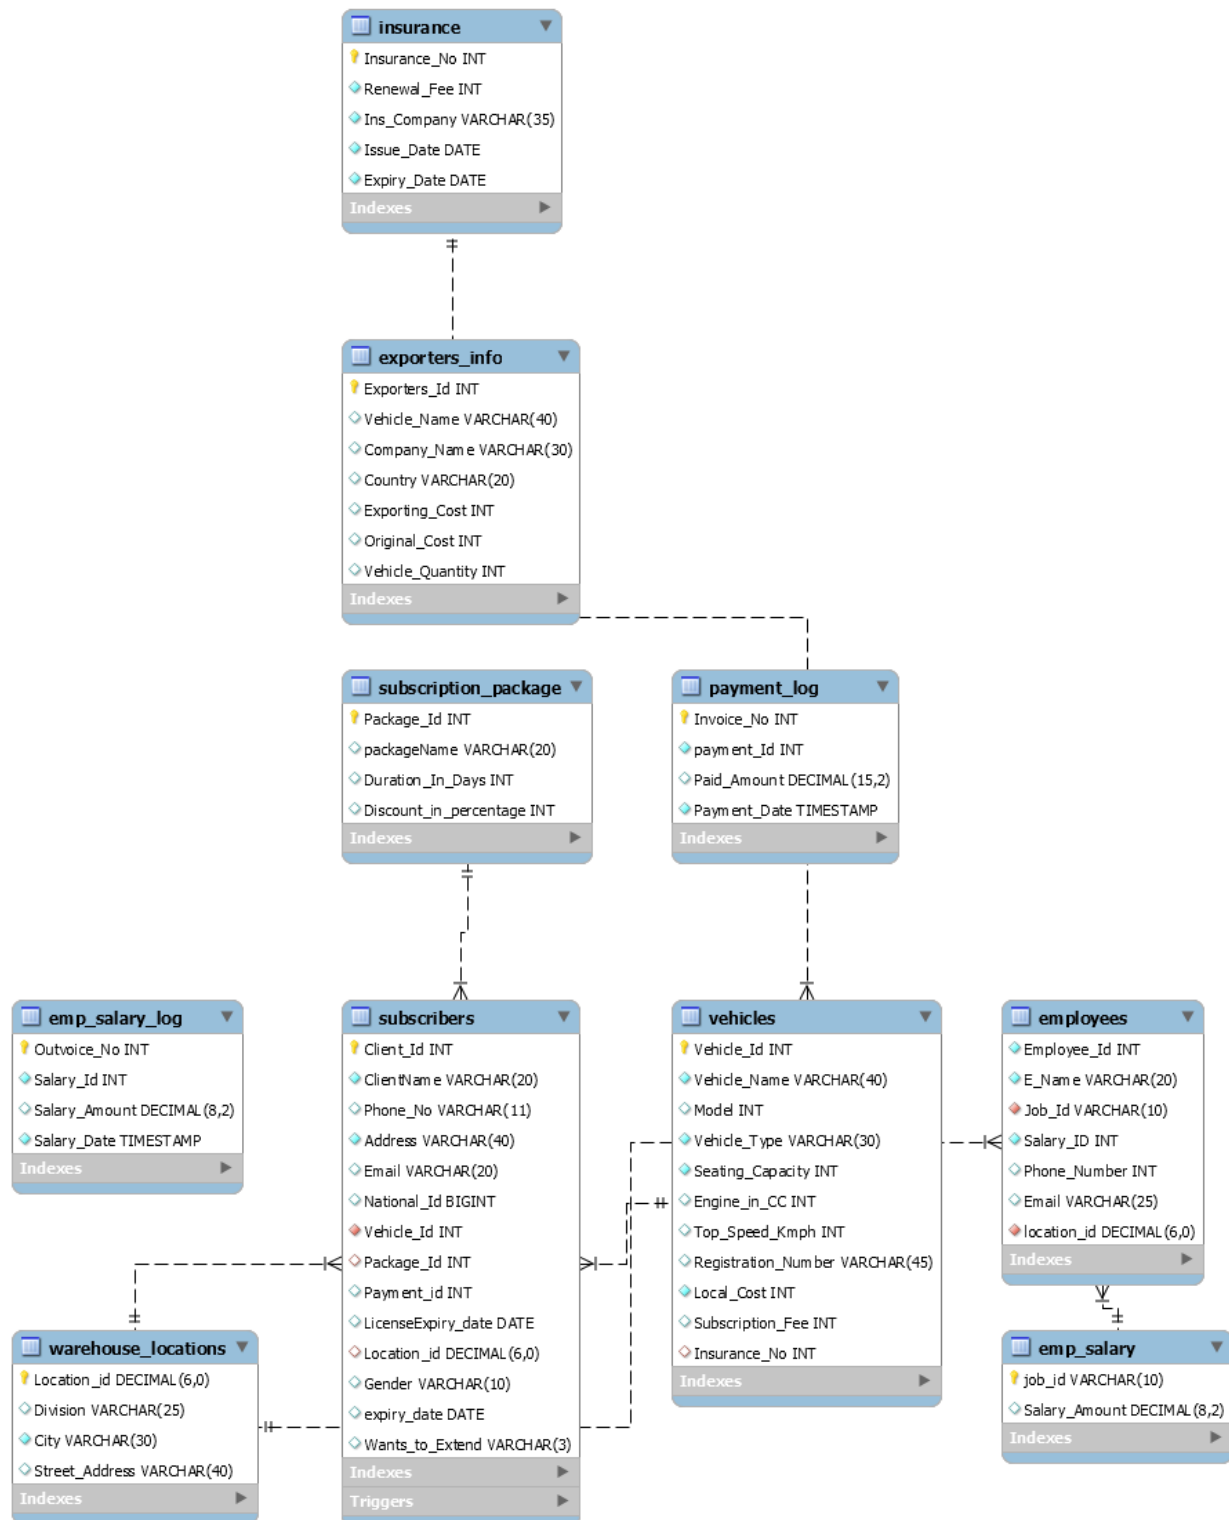 insurance
Insurance_No INT
Renewal_Fee INT
Ins_Company VARCHAR(35)
Issue_Date DATE
Expiry_Date DATE
Indexes
exporters_info
Exporters_Id INT
Vehicle_Name VARCHAR(40)
Company_Name VARCHAR(30)
Country VARCHAR(20)
Exporting_Cost INT
Original_Cost INT
Vehicle_Quantity INT
Indexes
subscription_package
Package_Id INT
packageName VARCHAR(20)
Duration_In_Days INT
Discount_in_percentage INT
Indexes
payment_log
Invoice_No INT
payment_Id INT
Paid_Amount DECIMAL(15,2)
Payment_Date TIMESTAMP
Indexes
emp_salary_log
Outvoice_No INT
Salary_Id INT
Salary_Amount DECIMAL(8,2)
Salary_Date TIMESTAMP
Indexes
subscribers
Client_Id INT
ClientName VARCHAR(20)
Phone_No VARCHAR(11)
Address VARCHAR(40)
Email VARCHAR(20)
National_Id BIGINT
Vehicle_Id INT
Package_Id INT
Payment_id INT
LicenseExpiry_date DATE
Location_id DECIMAL(6,0)
Gender VARCHAR(10)
expiry_date DATE
Wants_to_Extend VARCHAR(3)
Indexes
Triggers
vehicles
Vehicle_Id INT
Vehicle_Name VARCHAR(40)
Model INT
Vehicle_Type VARCHAR(30)
Seating_Capacity INT
Engine_in_CC INT
Top_Speed_Kmph INT
Registration_Number VARCHAR(45)
Local_Cost INT
Subscription_Fee INT
Insurance_No INT
Indexes
employees
Employee_Id INT
E_Name VARCHAR(20)
Job_Id VARCHAR(10)
Salary_ID INT
Phone_Number INT
Email VARCHAR(25)
location_id DECIMAL(6,0)
Indexes
warehouse_locations
Location_id DECIMAL(6,0)
Division VARCHAR(25)
City VARCHAR(30)
Street_Address VARCHAR(40)
Indexes
emp_salary
job_id VARCHAR(10)
Salary_Amount DECIMAL(8,2)
Indexes